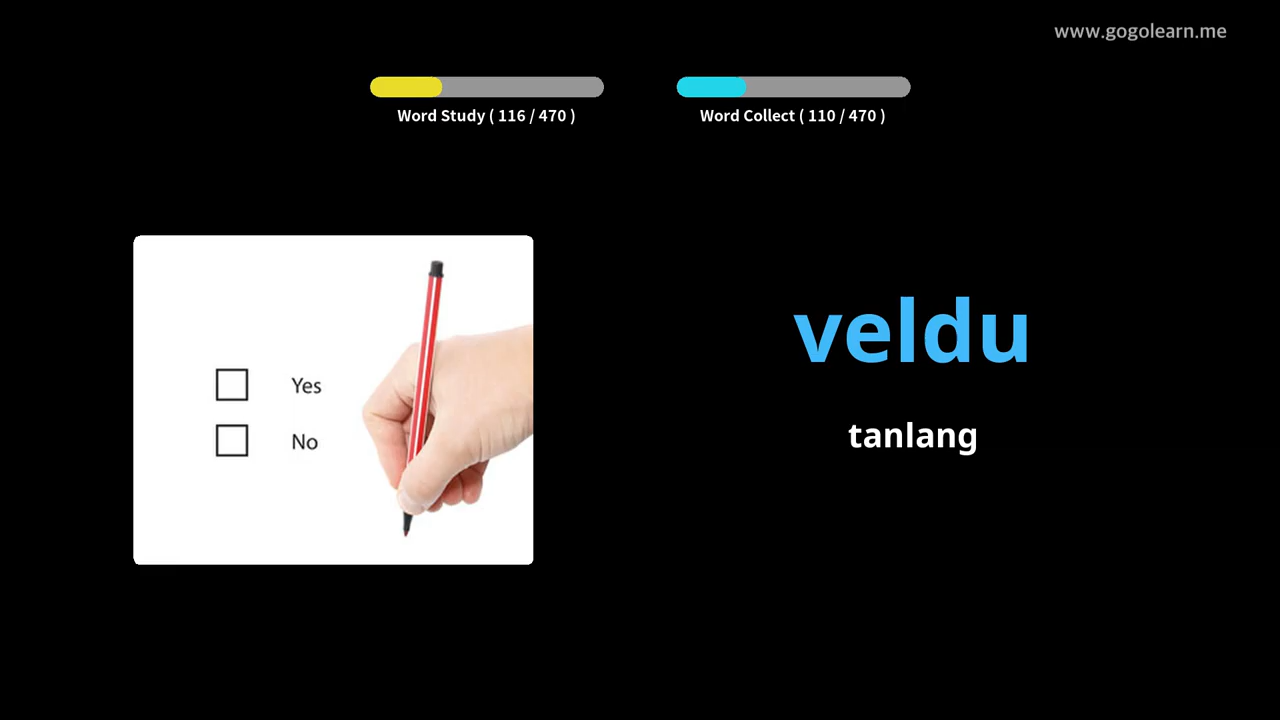 www.gogolearn.me
Word Study ( 116 / 470 )
Word Collect ( 110 / 470 )
Yes
No
veldu
tanlang